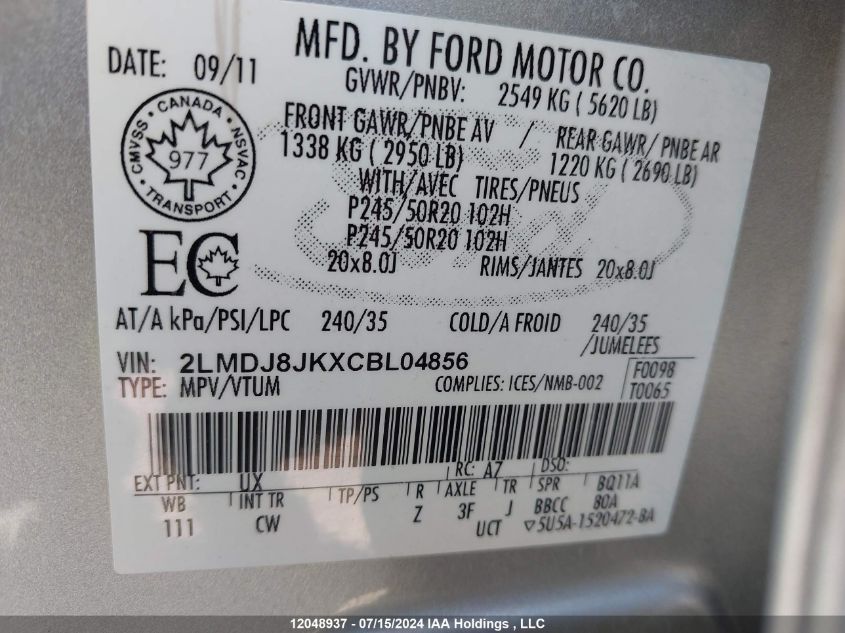 MFD. BY FORD MOTOR CO.
DATE: 09/11
GVWR/PNBV: 2549 KG ( 5620 LB)
FRONT GAWR/PNBE AV / REAR GAWR/ PNBE AR
1338 KG ( 2950 LB) 1220 KG ( 2690 LB)
WITH/AVEC TIRES/PNEUS
P245/50R20 102H
P245/50R20 102H
20x8.0J RIMS/JANTES 20x8.0J
CANADA
CMVSS NSVAC
977
TRANSPORT
EC
AT/A kPa/PSI/LPC 240/35 COLD/A FROID 240/35
/JUMELEES
VIN: 2LMDJ8JKXCBL04856
F0098
TYPE: MPV/VTUM COMPLIES: ICES/NMB-002
T0065
EXT PNT: UX RC: A7 DSO:
WB INT TR TP/PS R AXLE TR SPR BQ11A
111 CW Z 3F J BBCC 80A
UCT ▽5U5A-1520472-BA
12048937 - 07/15/2024 IAA Holdings , LLC